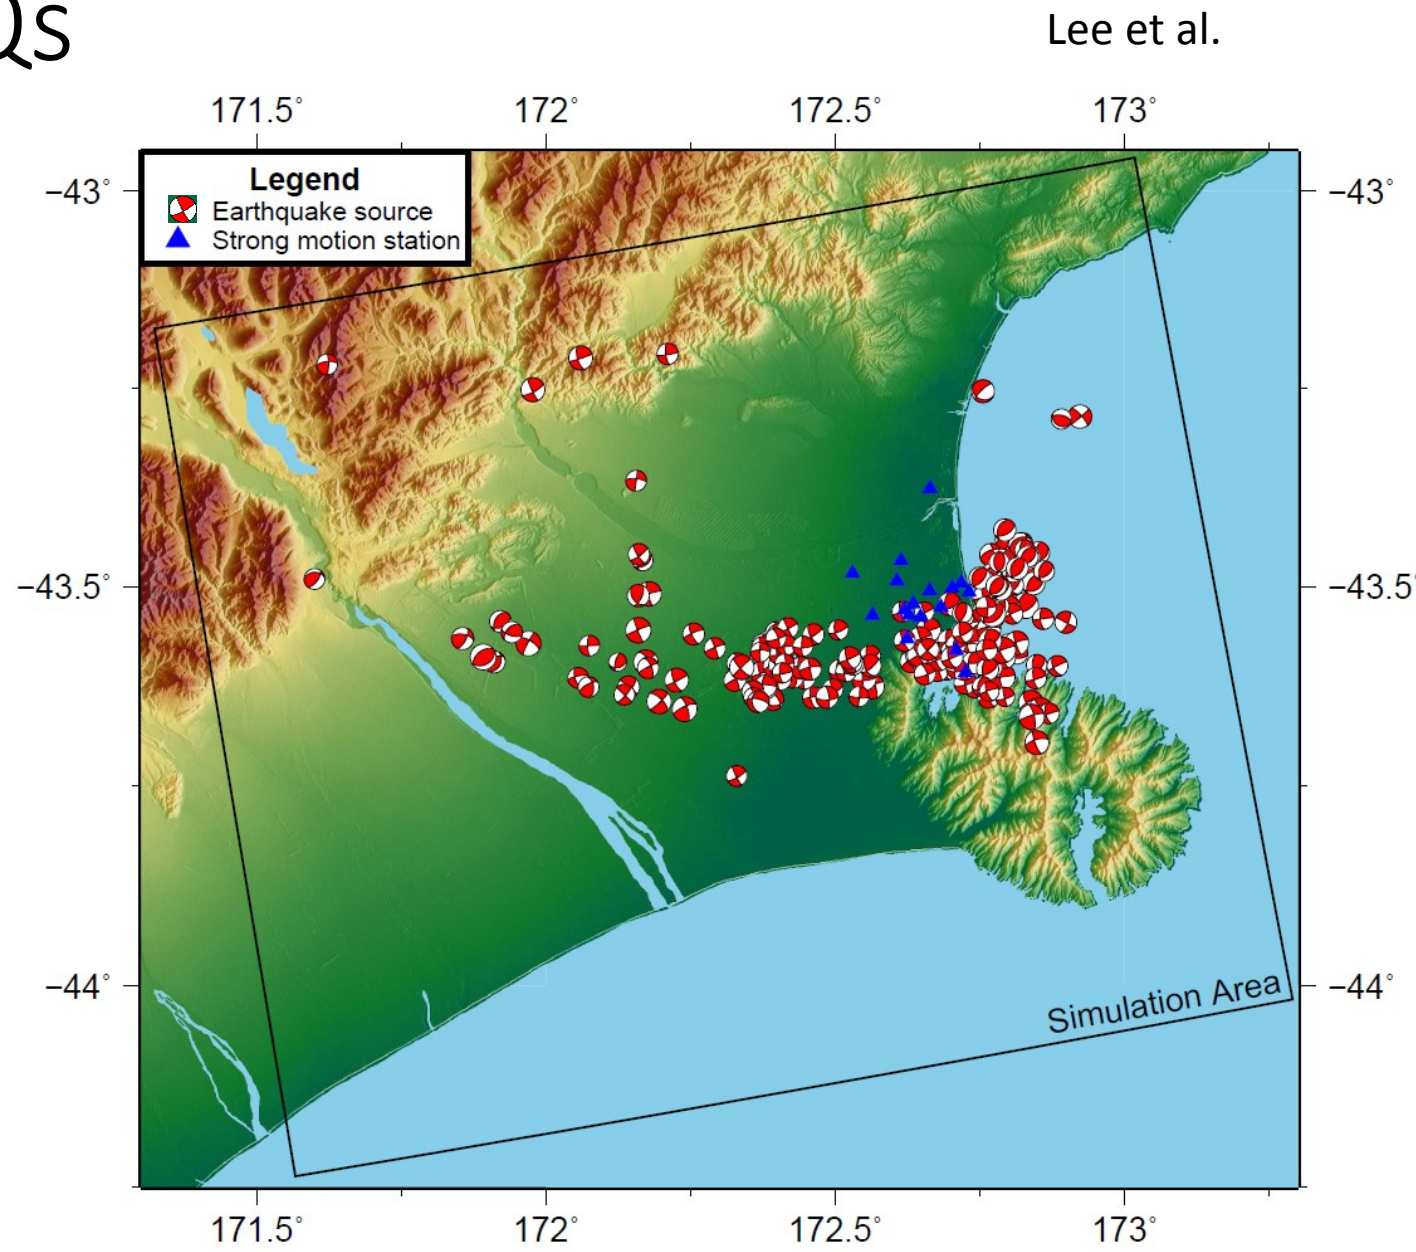 Qs
Lee et al.
171.5° 172° 172.5° 173°
Legend
Earthquake source
Strong motion station
−43° −43°
−43.5° −43.5°
−44° −44°
Simulation Area
171.5° 172° 172.5° 173°